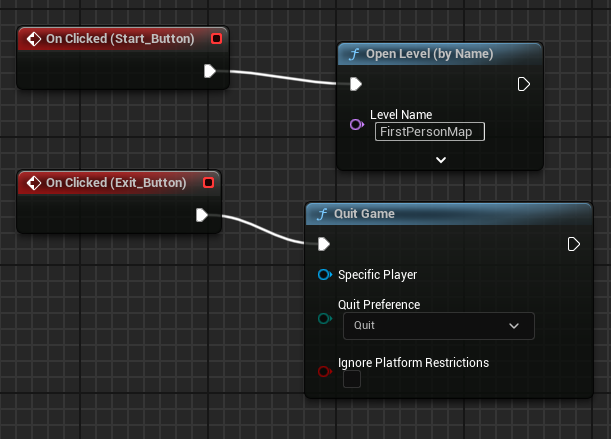 On Clicked (Start_Button)
Open Level (by Name)
Level Name
FirstPersonMap
On Clicked (Exit_Button)
Quit Game
Specific Player
Quit Preference
Quit
Ignore Platform Restrictions